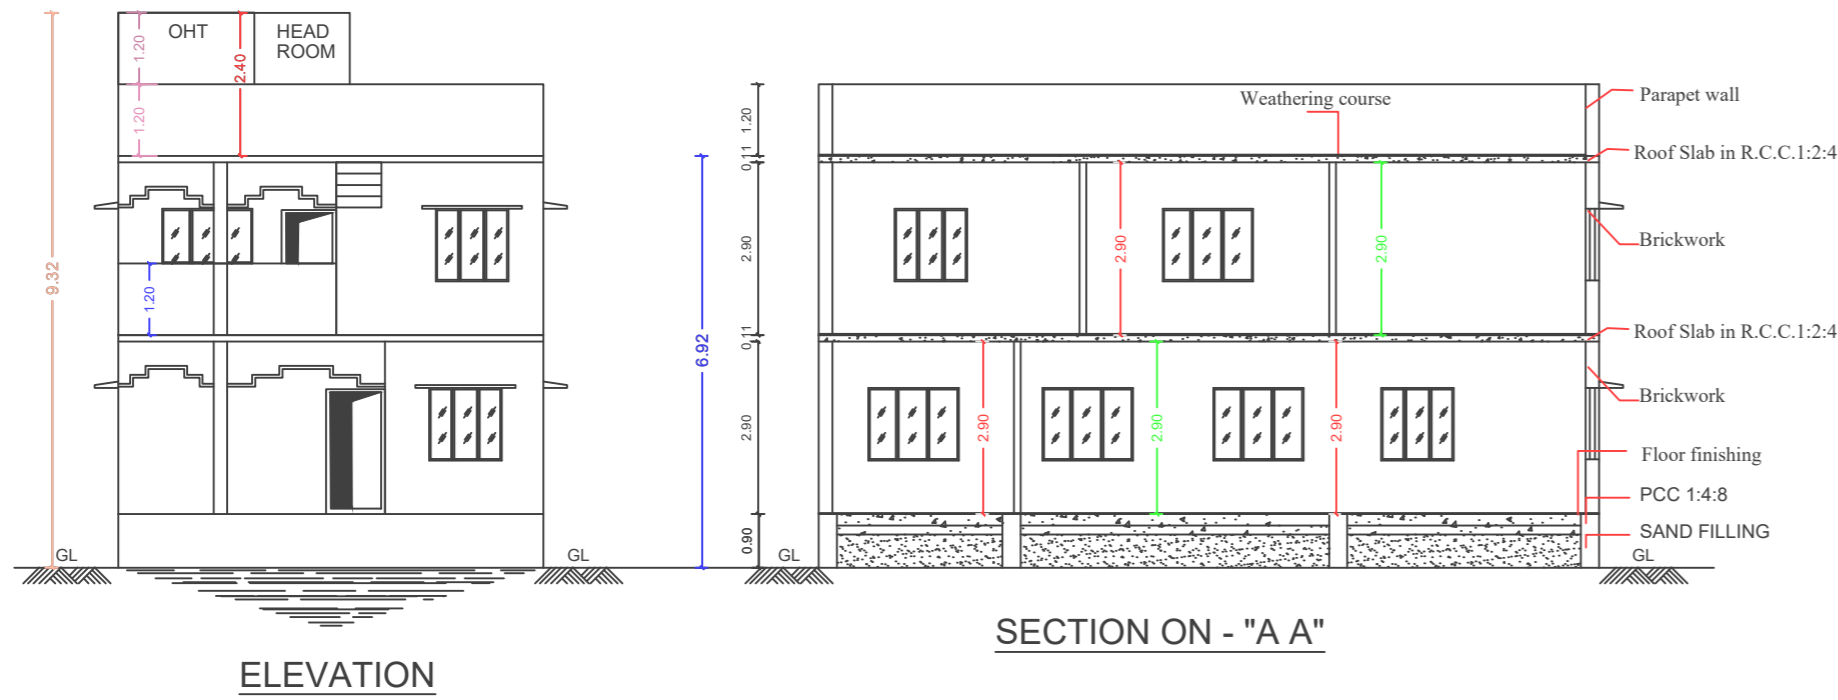 OHT
HEAD
ROOM
1.20
2.40
1.20
9.32
1.20
6.92
GL
GL
ELEVATION
1.20
0.11
2.90
0.11
2.90
0.90
Weathering course
2.90
2.90
2.90
2.90
2.90
Parapet wall
Roof Slab in R.C.C.1:2:4
Brickwork
Roof Slab in R.C.C.1:2:4
Brickwork
Floor finishing
PCC 1:4:8
SAND FILLING
GL
GL
SECTION ON - "A A"